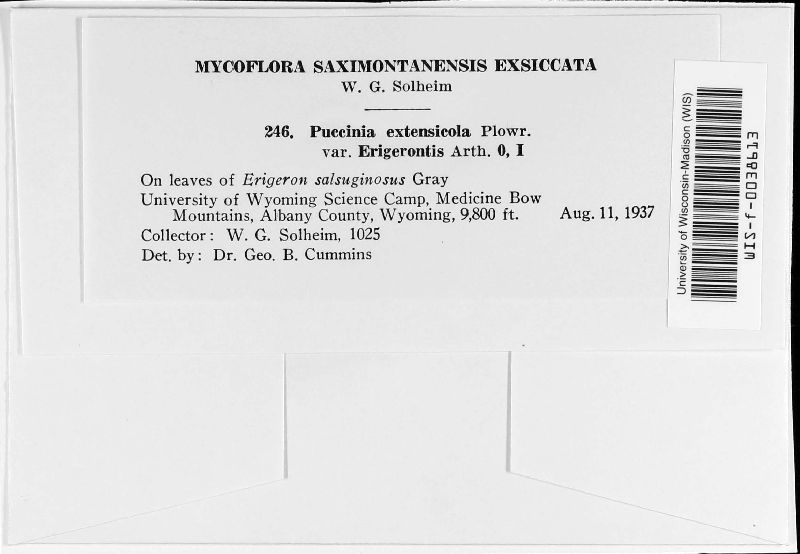 MYCOFLORA SAXIMONTANENSIS EXSICCATA
W. G. Solheim
246. Puccinia extensicola Plowr.
var. Erigerontis Arth. 0, I
On leaves of Erigeron salsuginosus Gray
University of Wyoming Science Camp, Medicine Bow
Mountains, Albany County, Wyoming, 9,800 ft. Aug. 11, 1937
Collector: W. G. Solheim, 1025
Det. by: Dr. Geo. B. Cummins
University of Wisconsin-Madison (WIS)